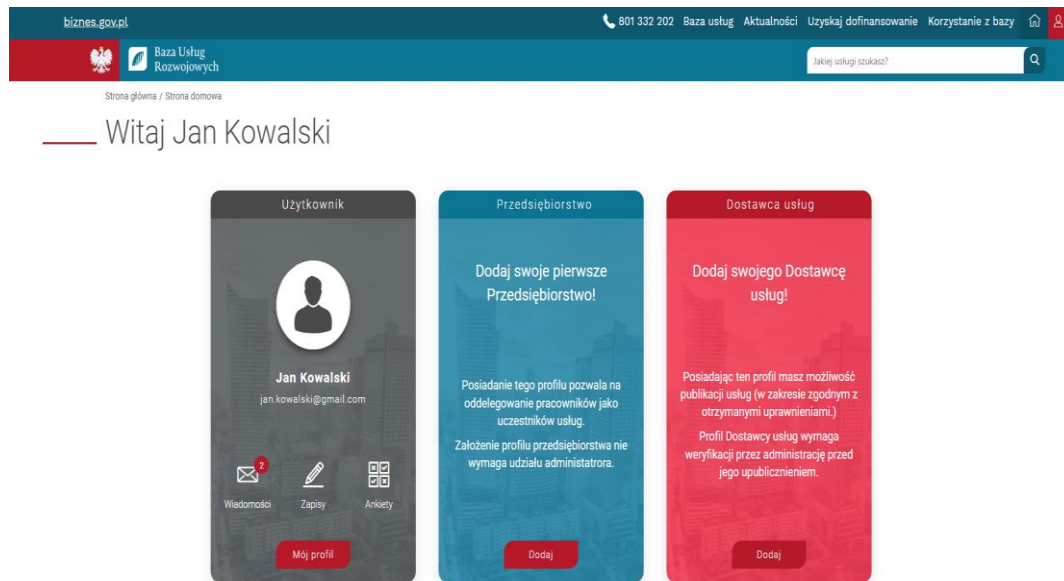 biznes.gov.pl
801 332 202 Baza usług Aktualności Uzyskaj dofinansowanie Korzystanie z bazy
Baza Usług
Rozwojowych
Jakiej usługi szukasz?
Strona główna / Strona domowa
Witaj Jan Kowalski
Użytkownik
Jan Kowalski
jan.kowalski@gmail.com
2
Wiadomości Zapisy Ankiety
Mój profil
Przedsiębiorstwo
Dodaj swoje pierwsze
Przedsiębiorstwo!
Posiadanie tego profilu pozwala na
oddelegowanie pracowników jako
uczestników usług.
Założenie profilu przedsiębiorstwa nie
wymaga udziału administatrora.
Dodaj
Dostawca usług
Dodaj swojego Dostawcę
usług!
Posiadając ten profil masz możliwość
publikacji usług (w zakresie zgodnym z
otrzymanymi uprawnieniami.)
Profil Dostawcy usług wymaga
weryfikacji przez administrację przed
jego upublicznieniem.
Dodaj